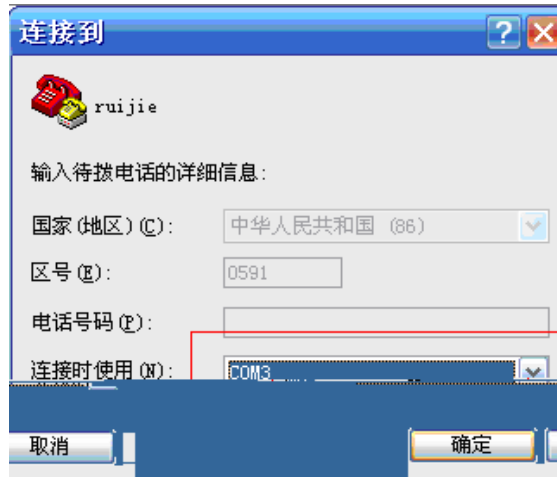 连接到
ruijie
输入待拨电话的详细信息:
国家(地区)(C): 中华人民共和国 (86)
区号(E): 0591
电话号码(P):
连接时使用(N): COM3
取消 确定